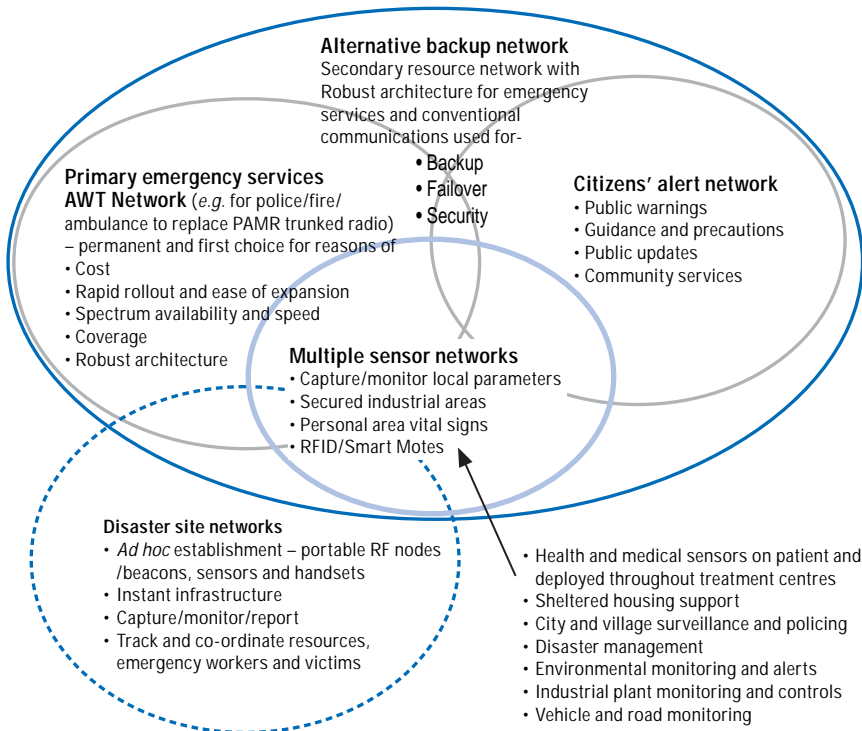 Alternative backup network
Secondary resource network with
Robust architecture for emergency
services and conventional
communications used for-
• Backup
• Failover
• Security
Primary emergency services
AWT Network (e.g. for police/fire/
ambulance to replace PAMR trunked radio)
– permanent and first choice for reasons of
• Cost
• Rapid rollout and ease of expansion
• Spectrum availability and speed
• Coverage
• Robust architecture
Citizens' alert network
• Public warnings
• Guidance and precautions
• Public updates
• Community services
Multiple sensor networks
• Capture/monitor local parameters
• Secured industrial areas
• Personal area vital signs
• RFID/Smart Motes
Disaster site networks
• Ad hoc establishment – portable RF nodes
/beacons, sensors and handsets
• Instant infrastructure
• Capture/monitor/report
• Track and co-ordinate resources,
emergency workers and victims
• Health and medical sensors on patient and
deployed throughout treatment centres
• Sheltered housing support
• City and village surveillance and policing
• Disaster management
• Environmental monitoring and alerts
• Industrial plant monitoring and controls
• Vehicle and road monitoring